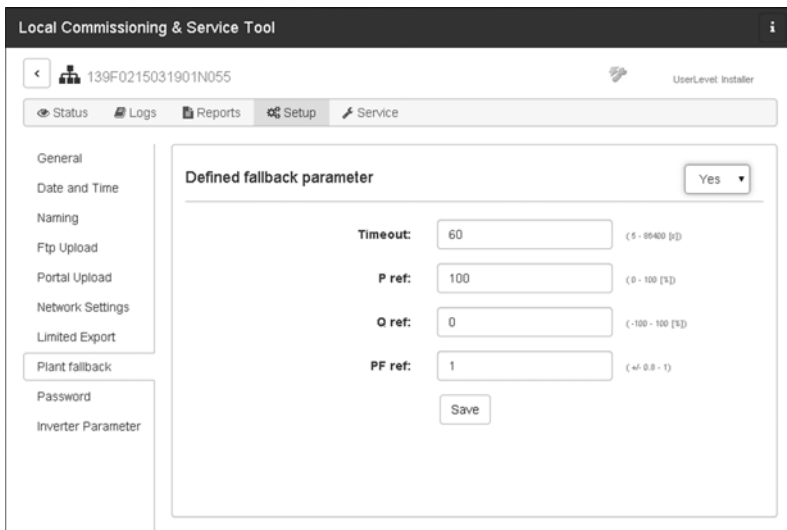 Local Commissioning & Service Tool
139F0215031901N055
UserLevel: Installer
Status Logs Reports Setup Service
General
Date and Time
Naming
Ftp Upload
Portal Upload
Network Settings
Limited Export
Plant fallback
Password
Inverter Parameter
Defined fallback parameter Yes
Timeout: 60 ( 5 - 86400 [s])
P ref: 100 ( 0 - 100 [%])
Q ref: 0 ( -100 - 100 [%])
PF ref: 1 ( +/- 0.8 - 1)
Save